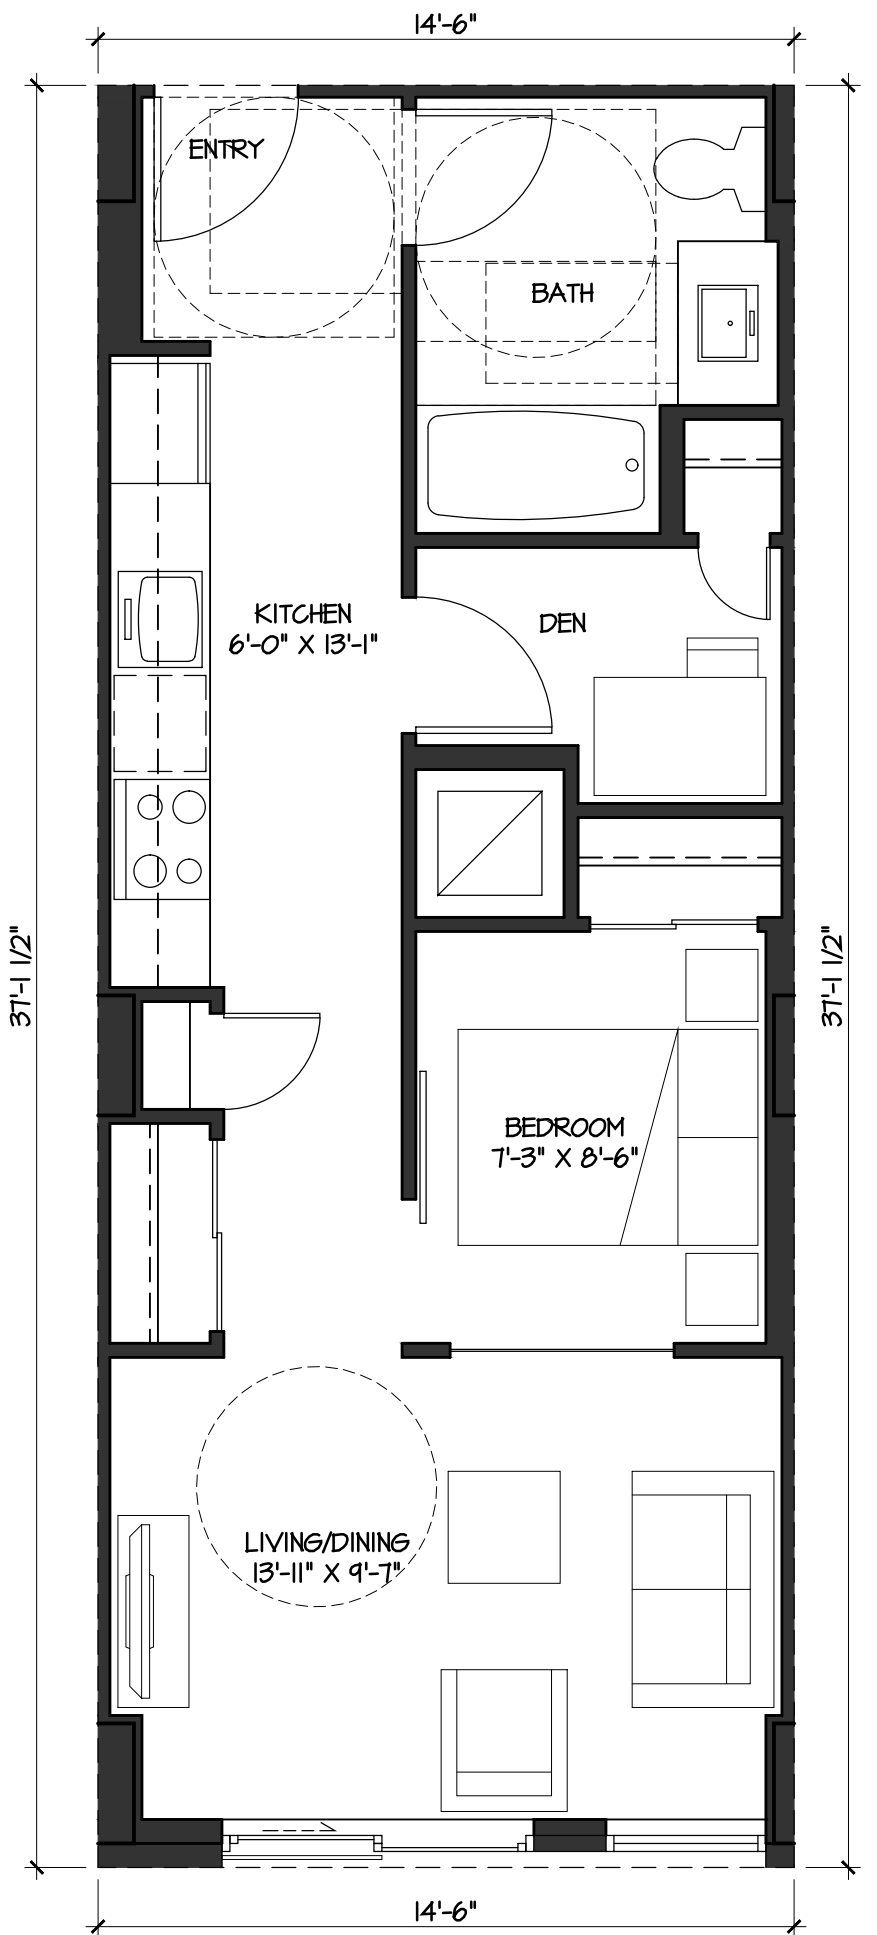 14'-6"
ENTRY
BATH
KITCHEN
6'-0" X 13'-1"
DEN
37'-1 1/2"
37'-1 1/2"
BEDROOM
7'-3" X 8'-6"
LIVING/DINING
13'-11" X 9'-7"
14'-6"